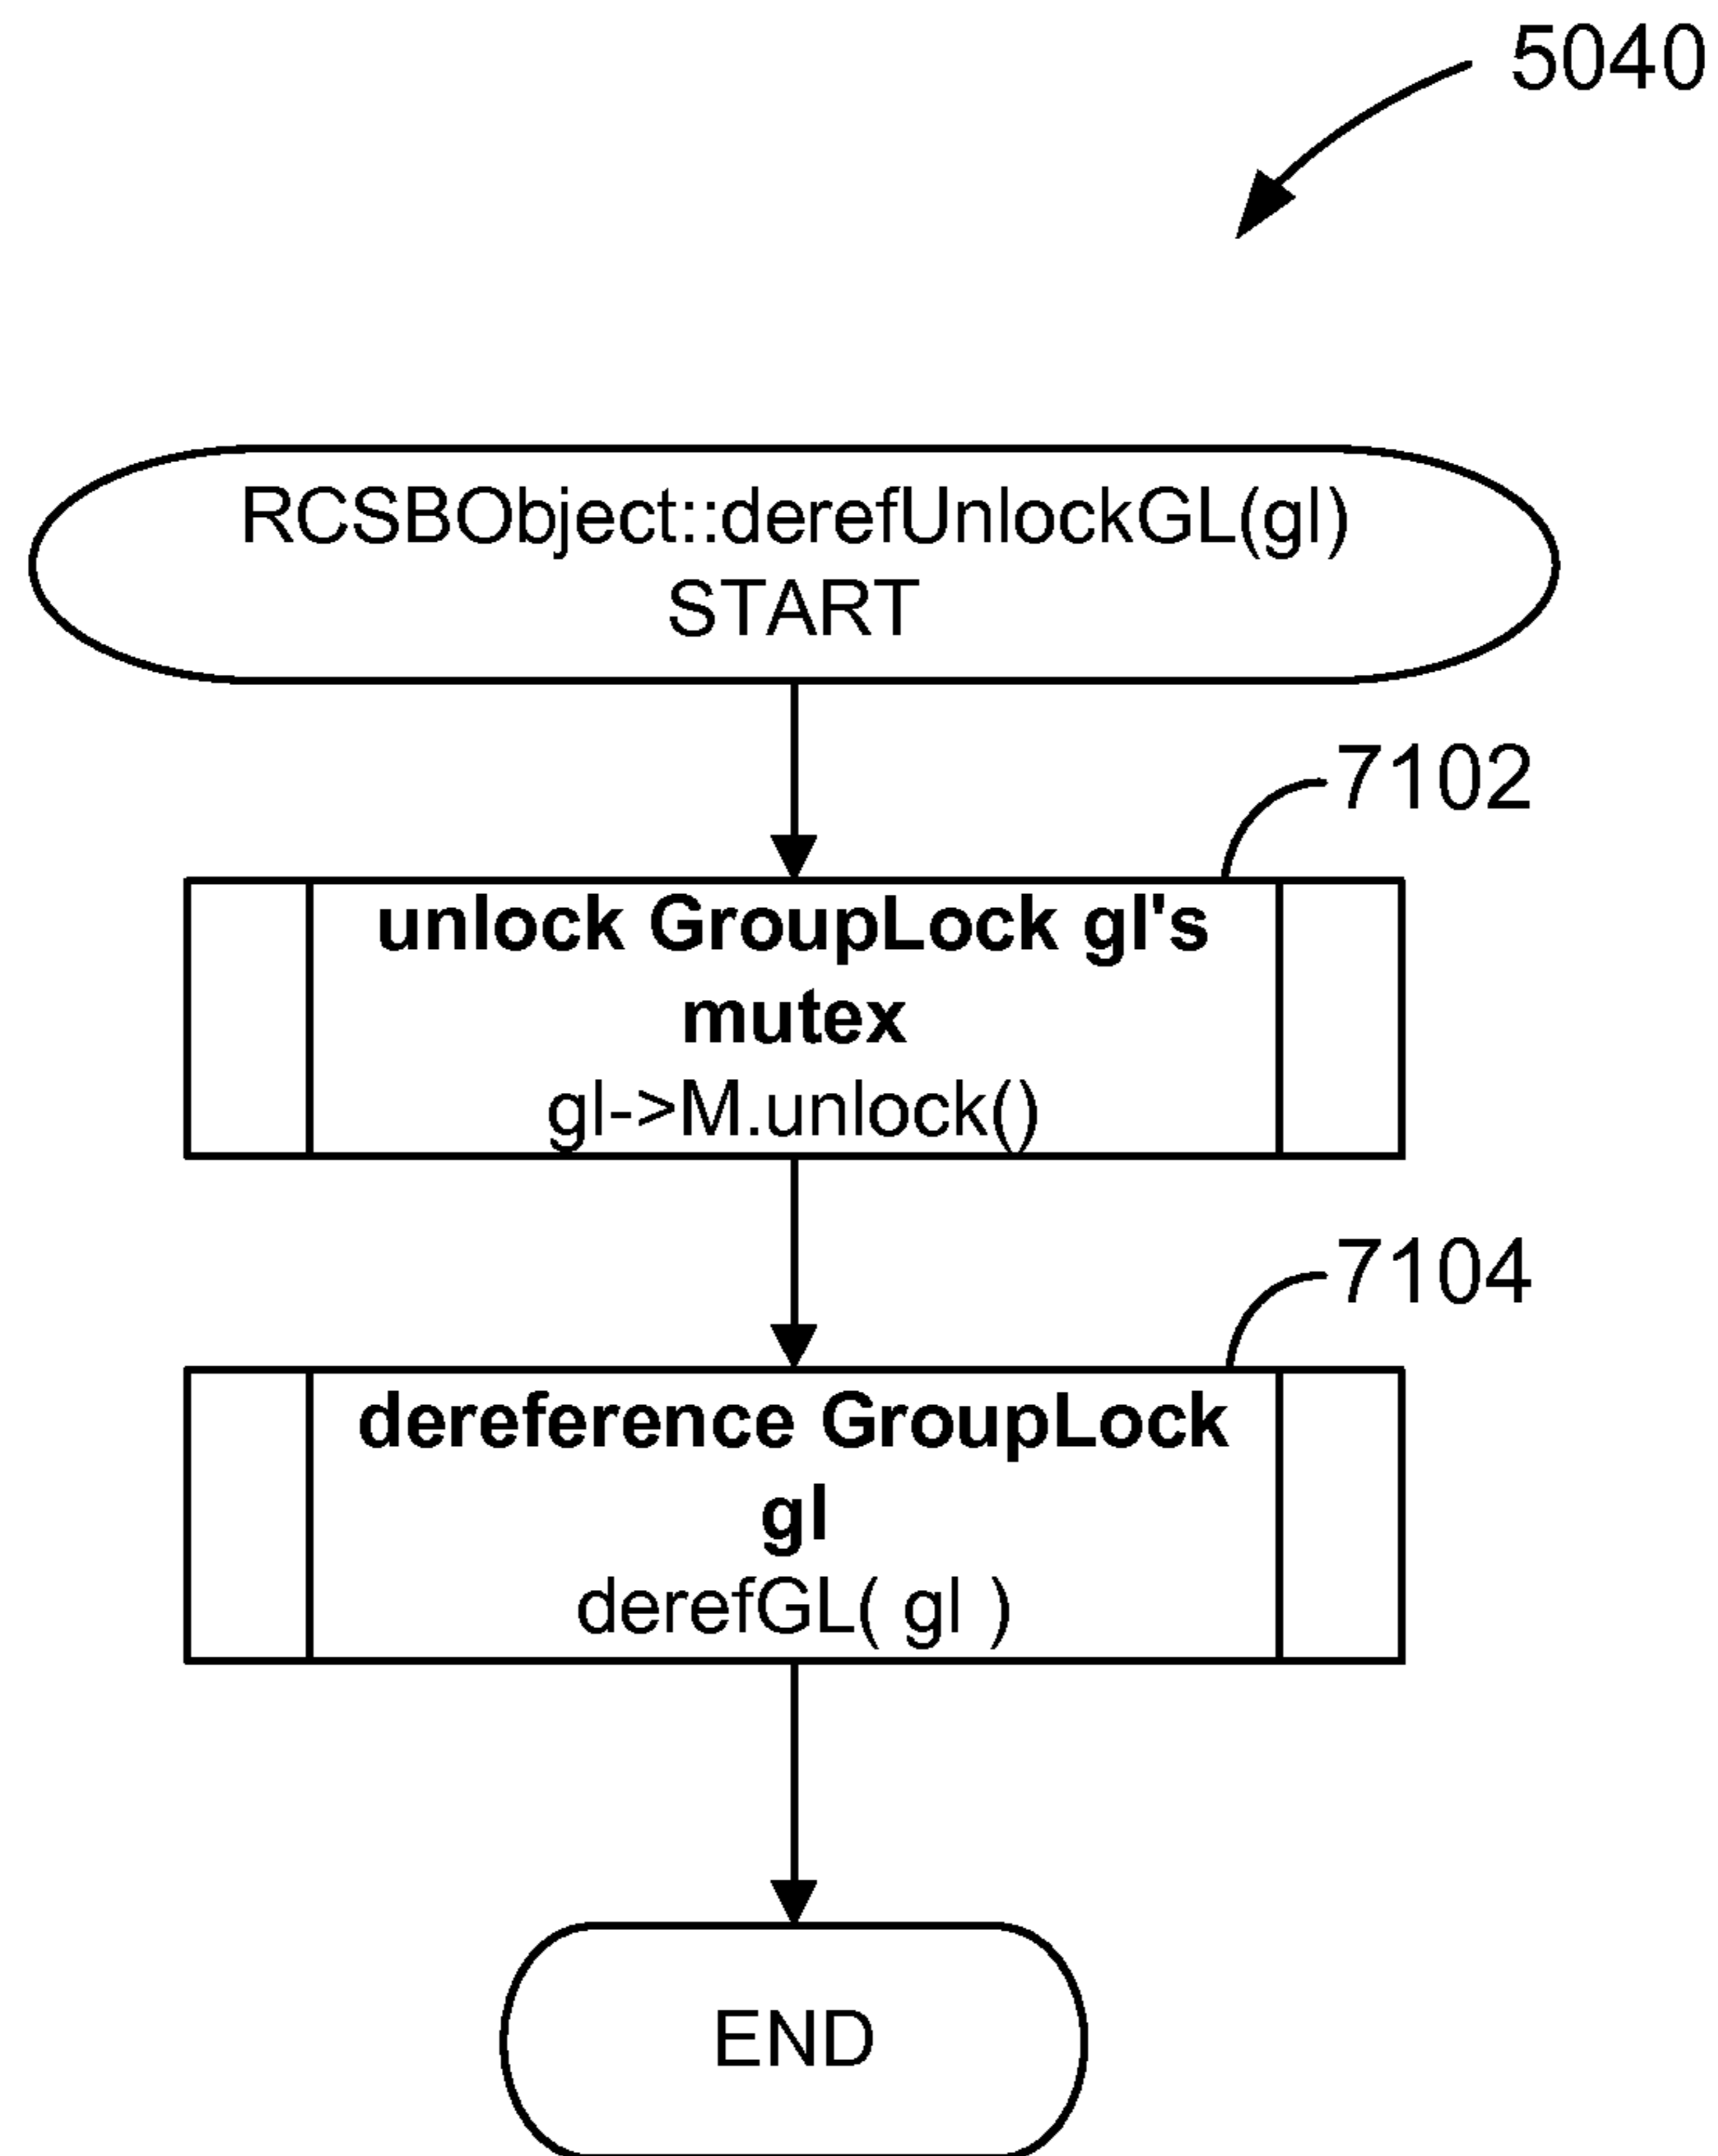 5040
RCSBObject::derefUnlockGL(gl)
START
7102
unlock GroupLock gl's
mutex
gl->M.unlock()
7104
dereference GroupLock
gl
derefGL( gl )
END